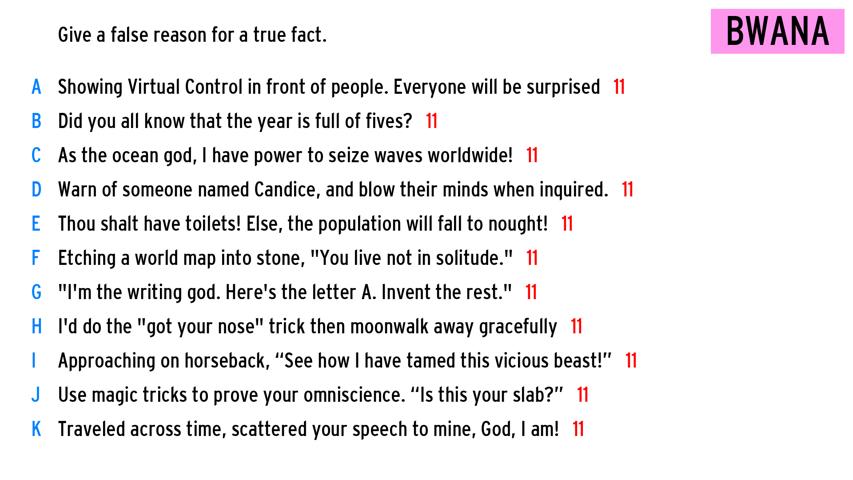 Give a false reason for a true fact.
BWANA
A Showing Virtual Control in front of people. Everyone will be surprised 11
B Did you all know that the year is full of fives? 11
C As the ocean god, I have power to seize waves worldwide! 11
D Warn of someone named Candice, and blow their minds when inquired. 11
E Thou shalt have toilets! Else, the population will fall to nought! 11
F Etching a world map into stone, "You live not in solitude." 11
G "I'm the writing god. Here's the letter A. Invent the rest." 11
H I'd do the "got your nose" trick then moonwalk away gracefully 11
I Approaching on horseback, “See how I have tamed this vicious beast!” 11
J Use magic tricks to prove your omniscience. “Is this your slab?” 11
K Traveled across time, scattered your speech to mine, God, I am! 11